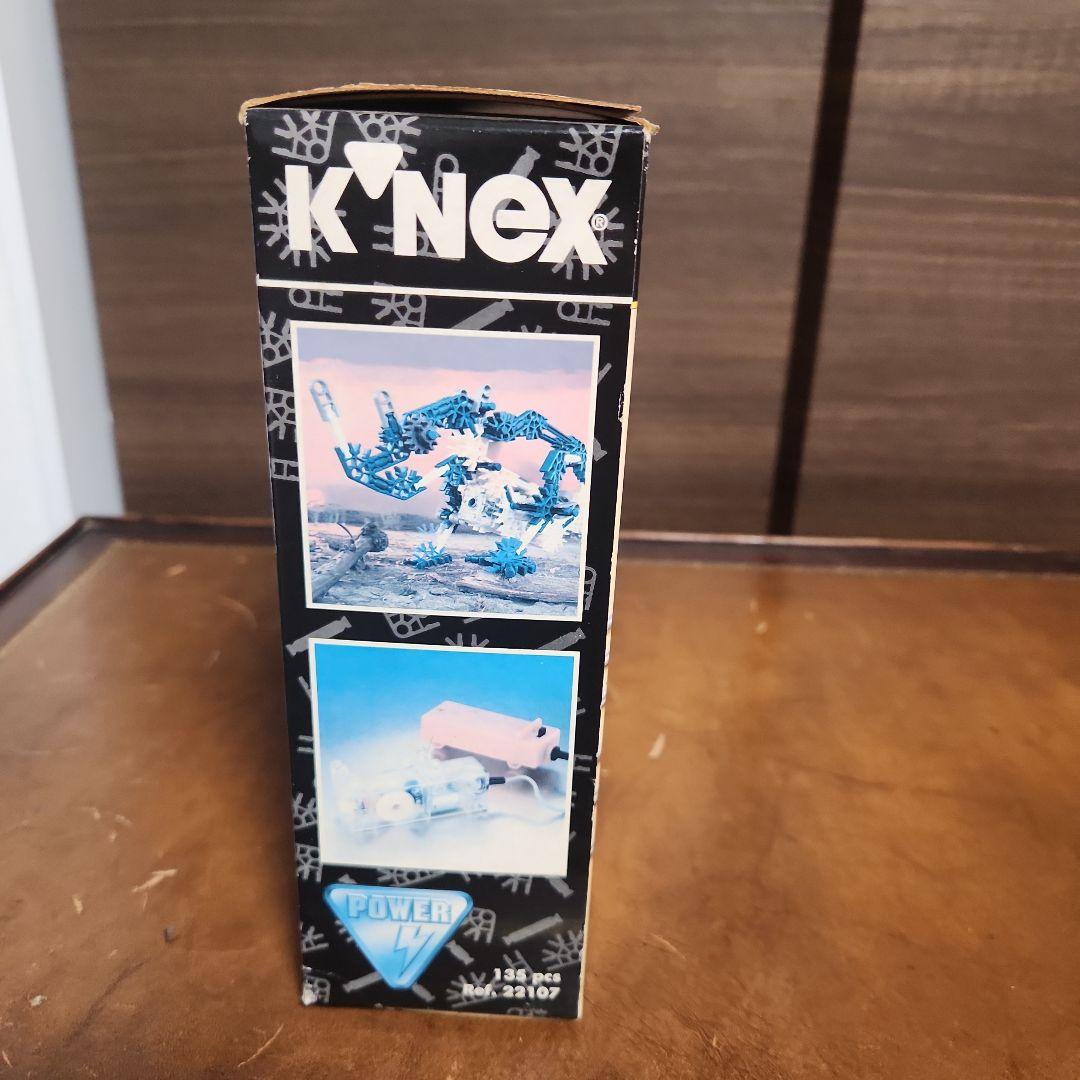 K'NEX®
POWER
135 pcs
Ref. 22107